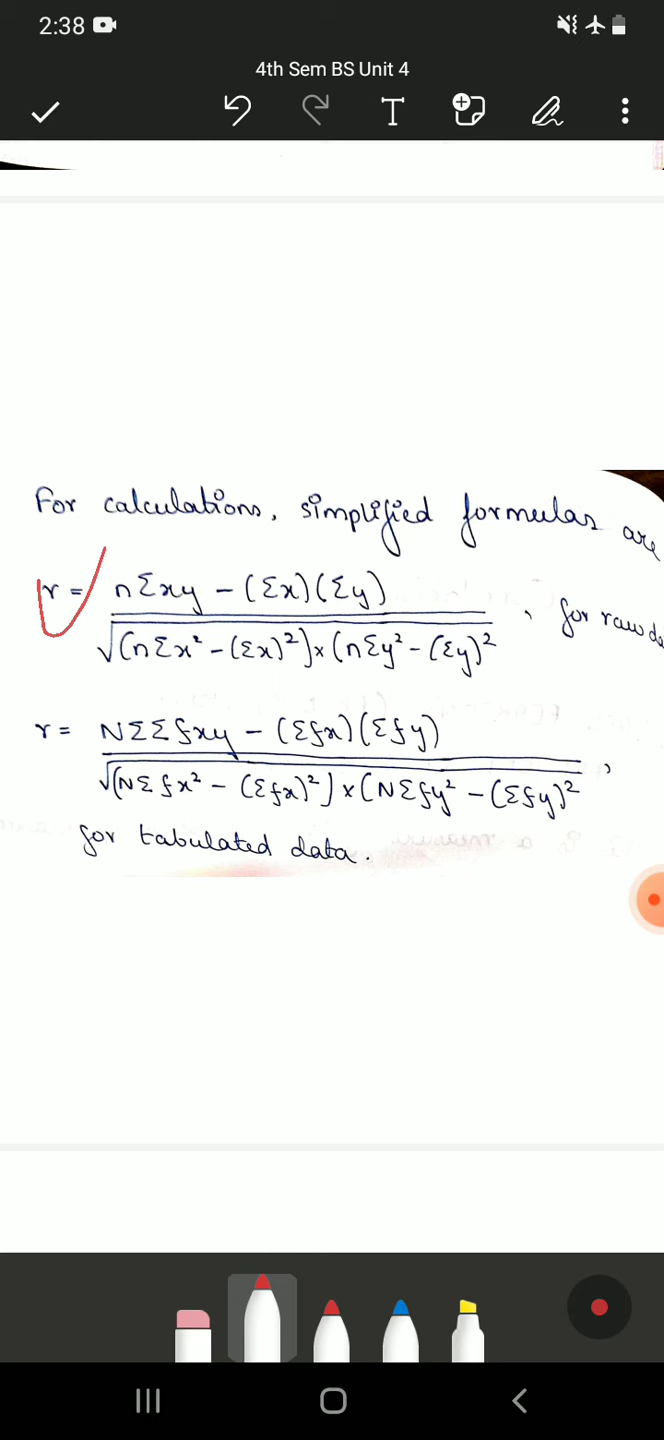 2:38
4th Sem BS Unit 4
T
For calculations, simplified formulas are
r = nΣxy - (Σx)(Σy)
√(nΣx² - (Σx)²)x(nΣy² - (Σy)² , for raw
r = NΣΣfxy - (Σfx)(Σfy)
√(NΣfx² - (Σfx)²]x(NΣfy² - (Σfy)² ,
for tabulated data.